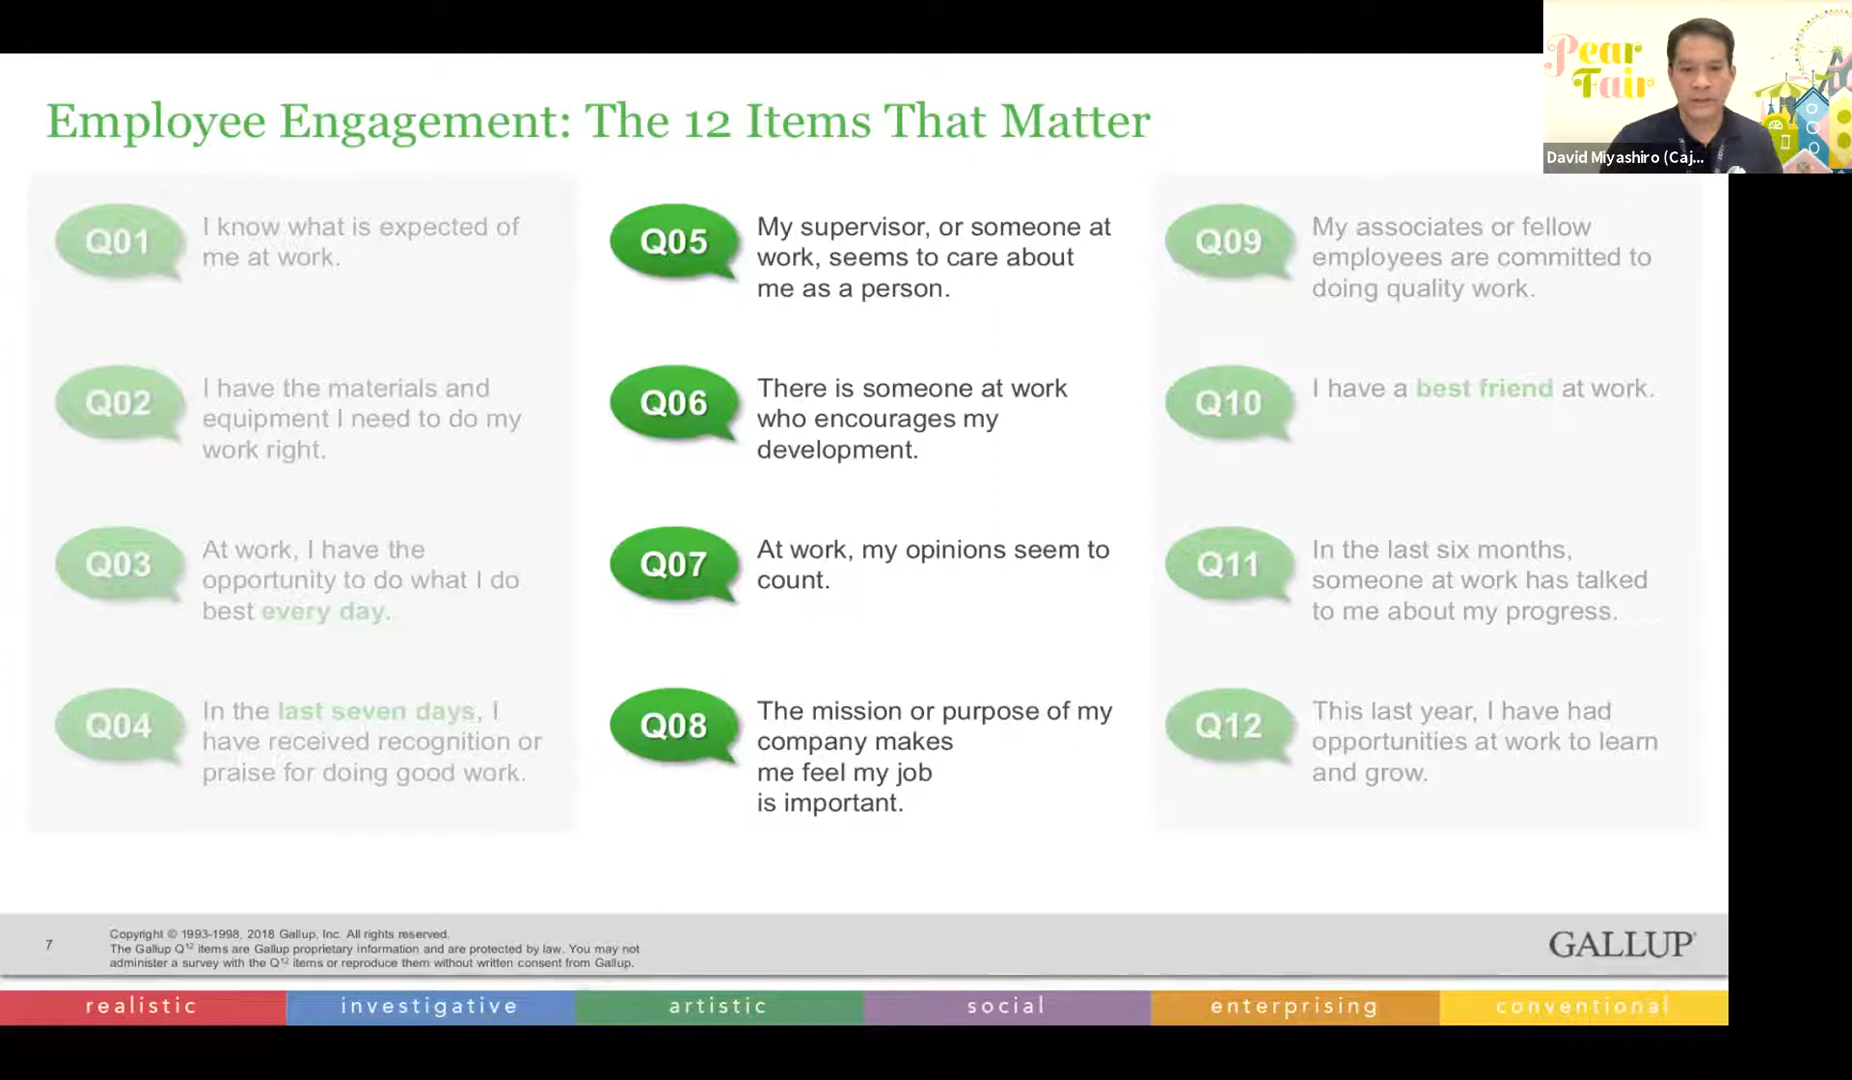 Pear
Fair
David Miyashiro (Caj...
Employee Engagement: The 12 Items That Matter
Q01
I know what is expected of
me at work.
Q02
I have the materials and
equipment I need to do my
work right.
Q03
At work, I have the
opportunity to do what I do
best every day.
Q04
In the last seven days, I
have received recognition or
praise for doing good work.
Q05
My supervisor, or someone at
work, seems to care about
me as a person.
Q06
There is someone at work
who encourages my
development.
Q07
At work, my opinions seem to
count.
Q08
The mission or purpose of my
company makes
me feel my job
is important.
Q09
My associates or fellow
employees are committed to
doing quality work.
Q10
I have a best friend at work.
Q11
In the last six months,
someone at work has talked
to me about my progress.
Q12
This last year, I have had
opportunities at work to learn
and grow.
7
Copyright © 1993-1998, 2018 Gallup, Inc. All rights reserved.
The Gallup Q12 items are Gallup proprietary information and are protected by law. You may not
administer a survey with the Q12 items or reproduce them without written consent from Gallup.
GALLUP®
realistic
investigative
artistic
social
enterprising
conventional